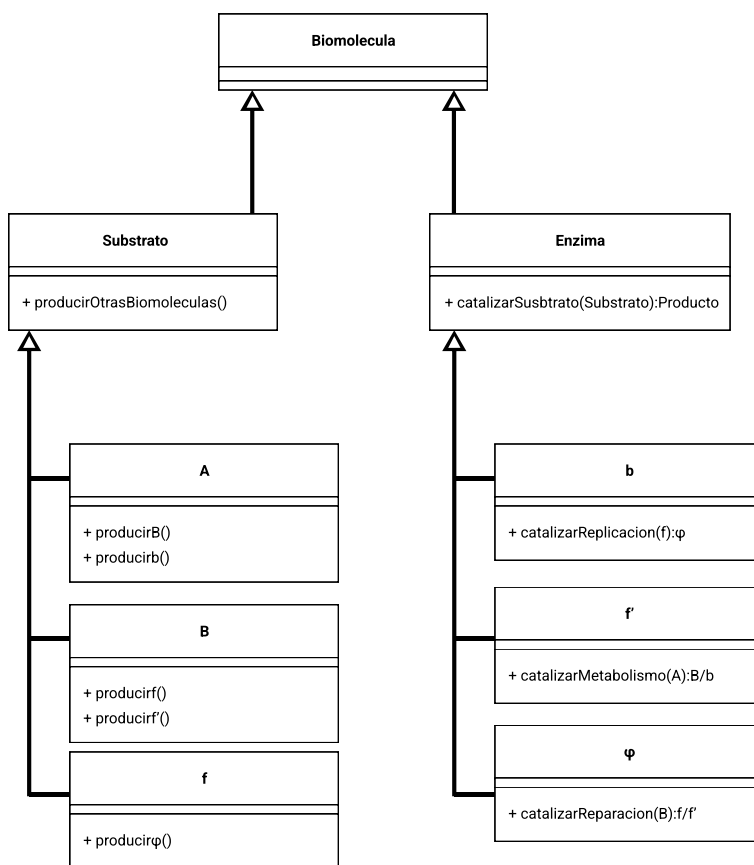 Biomolecula
Substrato
+ producirOtrasBiomoleculas()
Enzima
+ catalizarSusbtrato(Substrato):Producto
A
+ producirB()
+ producirb()
B
+ producirf()
+ producirf’()
f
+ producirφ()
b
+ catalizarReplicacion(f):φ
f’
+ catalizarMetabolismo(A):B/b
φ
+ catalizarReparacion(B):f/f’